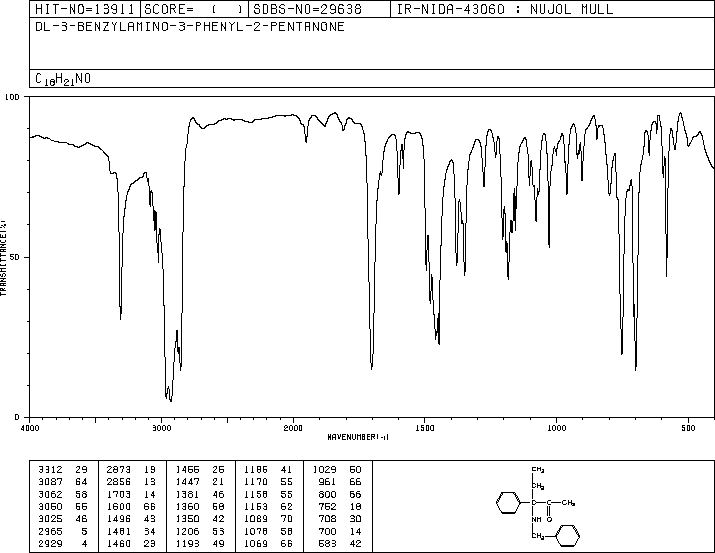 HIT-NO=13911 SCORE= ( ) SDBS-NO=29638 IR-NIDA-43060 : NUJOL MULL
DL-3-BENZYLAMINO-3-PHENYL-2-PENTANONE
C18H21NO
100
50
0
TRANSMITTANCE(%)
4000 3000 2000 1500 1000 500
WAVENUMBER(-1)
3312 29 2873 19 1456 26 1186 41 1029 50
3087 64 2856 13 1447 21 1170 55 961 66
3062 58 1703 14 1381 46 1158 55 800 66
3060 55 1600 66 1360 58 1153 62 752 18
3025 46 1496 43 1350 42 1089 70 708 30
2965 5 1481 34 1206 53 1078 58 700 14
2929 4 1460 23 1193 49 1069 66 583 42
CH3
CH2
C C CH3
NH O
CH2